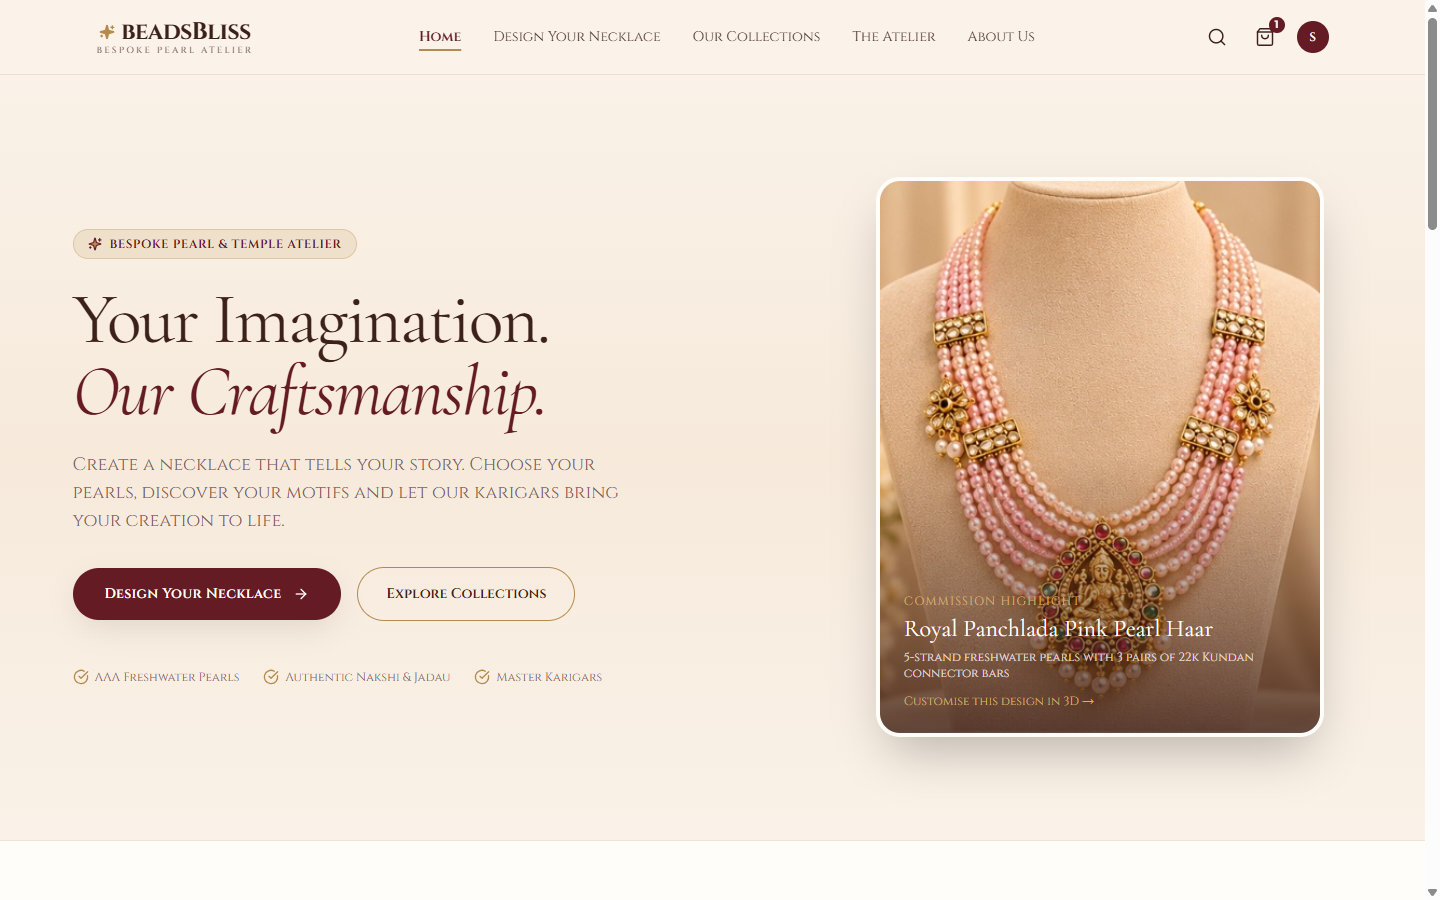 BEADSBLISS
BESPOKE PEARL ATELIER
Home
Design Your Necklace
Our Collections
The Atelier
About Us
1
S
BESPOKE PEARL & TEMPLE ATELIER
Your Imagination.
Our Craftsmanship.
Create a necklace that tells your story. Choose your
pearls, discover your motifs and let our karigars bring
your creation to life.
Design Your Necklace →
Explore Collections
AAA Freshwater Pearls
Authentic Nakshi & Jadau
Master Karigars
COMMISSION HIGHLIGHT
Royal Panchlada Pink Pearl Haar
5-strand freshwater pearls with 3 pairs of 22k Kundan
connector bars
Customise this design in 3D →